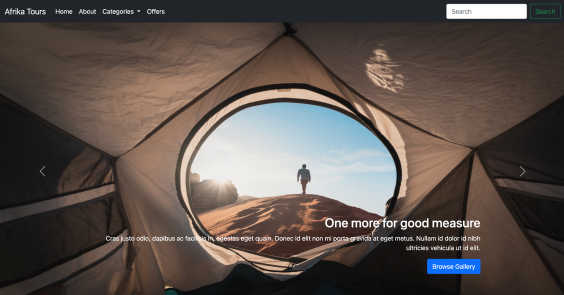 Afrika Tours
Home About Categories Offers
Search Search
One more for good measure
Cras justo odio, dapibus ac facilisis in, egestas eget quam. Donec id elit non mi porta gravida at eget metus. Nullam id dolor id nibh
ultricies vehicula ut id elit.
Browse Gallery